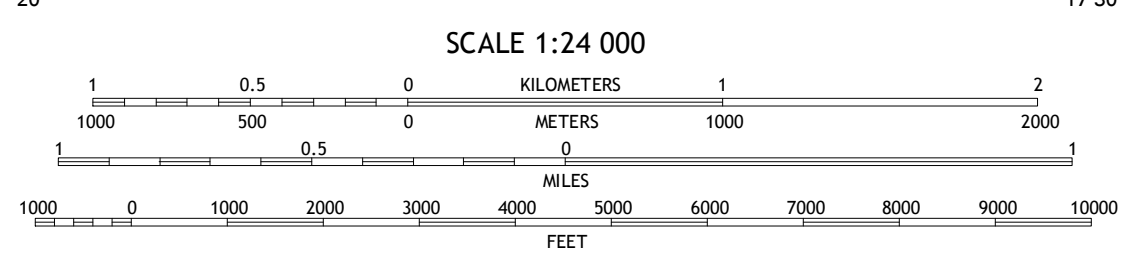 SCALE 1:24 000
1 0.5 0 KILOMETERS 1 2
1000 500 0 METERS 1000 2000
1 0.5 0 1
MILES
1000 0 1000 2000 3000 4000 5000 6000 7000 8000 9000 10000
FEET